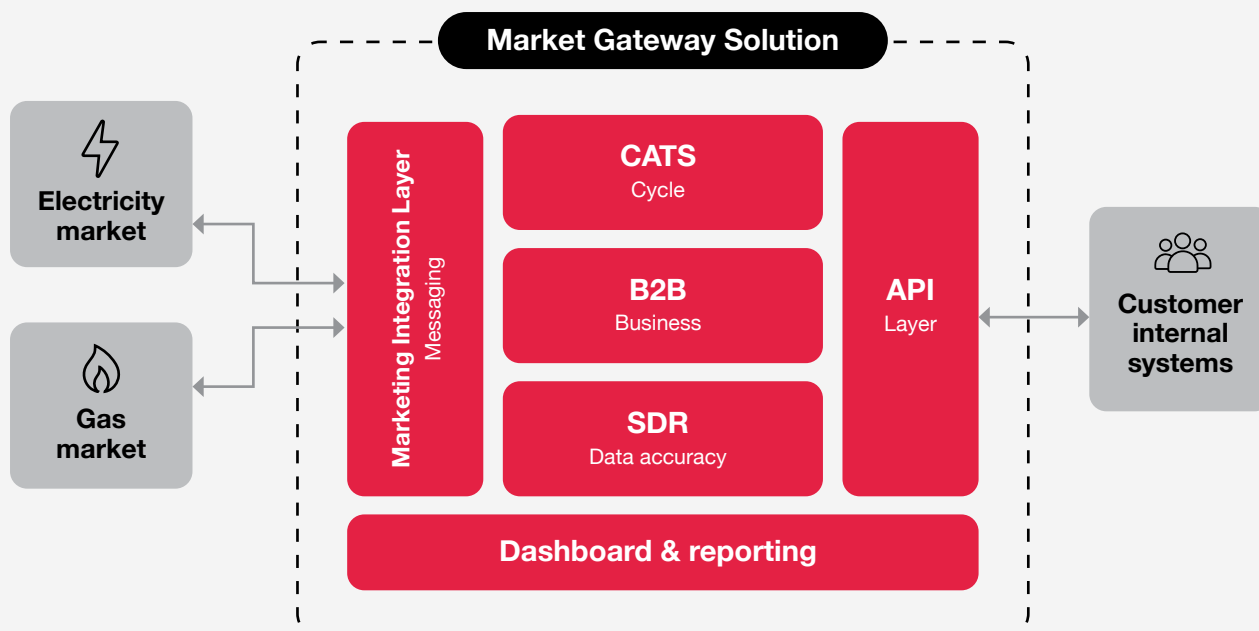 Market Gateway Solution
Electricity
market
Gas
market
Marketing Integration Layer
Messaging
CATS
Cycle
B2B
Business
SDR
Data accuracy
API
Layer
Dashboard & reporting
Customer
internal
systems